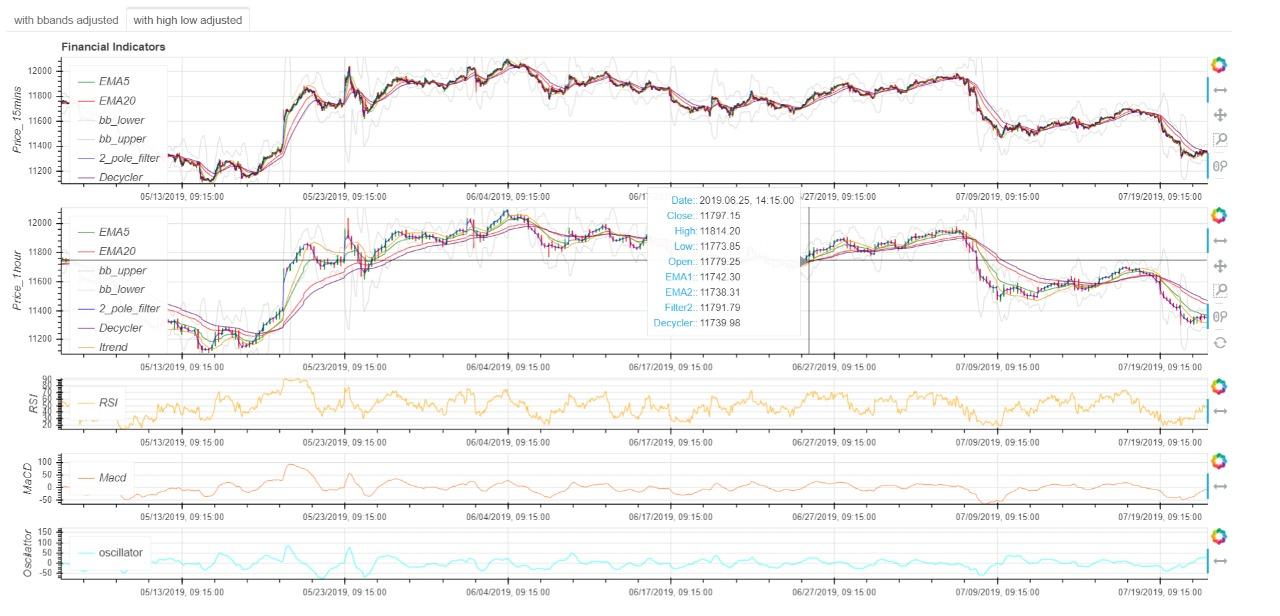 with bbands adjusted
with high low adjusted
Financial Indicators
Price_15mins
12000
11800
11600
11400
11200
EMA5
EMA20
bb_lower
bb_upper
2_pole_filter
Decycler
05/13/2019, 09:15:00
05/23/2019, 09:15:00
06/04/2019, 09:15:00
06/1
/27/2019, 09:15:00
07/09/2019, 09:15:00
07/19/2019, 09:15:00
Price_1hour
12000
11800
11600
11400
11200
EMA5
EMA20
bb_upper
bb_lower
2_pole_filter
Decycler
Itrend
Date:: 2019.06.25, 14:15:00
Close:: 11797.15
High:: 11814.20
Low:: 11773.85
Open:: 11779.25
EMA1:: 11742.30
EMA2:: 11738.31
Filter2:: 11791.79
Decycler:: 11739.98
05/13/2019, 09:15:00
05/23/2019, 09:15:00
06/04/2019, 09:15:00
06/17/2019, 09:15:00
06/27/2019, 09:15:00
07/09/2019, 09:15:00
07/19/2019, 09:15:00
RSI
90
20
RSI
05/13/2019, 09:15:00
05/23/2019, 09:15:00
06/04/2019, 09:15:00
06/17/2019, 09:15:00
06/27/2019, 09:15:00
07/09/2019, 09:15:00
07/19/2019, 09:15:00
MaCD
100
50
0
-50
Macd
05/13/2019, 09:15:00
05/23/2019, 09:15:00
06/04/2019, 09:15:00
06/17/2019, 09:15:00
06/27/2019, 09:15:00
07/09/2019, 09:15:00
07/19/2019, 09:15:00
150
100
50
0
-50
oscillator
05/13/2019, 09:15:00
05/23/2019, 09:15:00
06/04/2019, 09:15:00
06/17/2019, 09:15:00
06/27/2019, 09:15:00
07/09/2019, 09:15:00
07/19/2019, 09:15:00